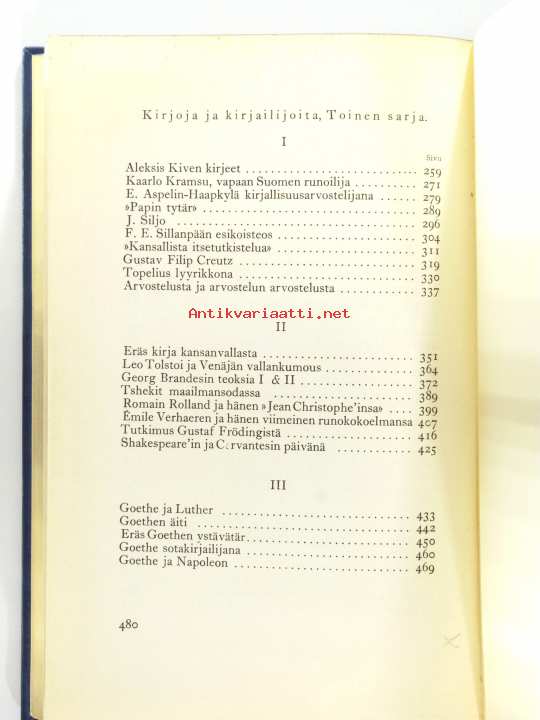 Kirjoja ja kirjailijoita, Toinen sarja.
I
Sivu
Aleksis Kiven kirjeet . . . . . . . . . . . . . . . . . . . . . . . . . . 259
Kaarlo Kramsu, vapaan Suomen runoilija . . . . . . . . . . 271
E. Aspelin-Haapkylä kirjallisuusarvostelijana . . . . . . . 279
»Papin tytär» . . . . . . . . . . . . . . . . . . . . . . . . . . . . . . . . 289
J. Siljo . . . . . . . . . . . . . . . . . . . . . . . . . . . . . . . . . . . . 296
F. E. Sillanpään esikoisteos . . . . . . . . . . . . . . . . . . . . 304
»Kansallista itsetutkistelua» . . . . . . . . . . . . . . . . . . . . 311
Gustav Filip Creutz . . . . . . . . . . . . . . . . . . . . . . . . . . 319
Topelius lyyrikkona . . . . . . . . . . . . . . . . . . . . . . . . . . 330
Arvostelusta ja arvostelun arvostelusta . . . . . . . . . . . . 337
Antikvariaatti.net
II
Eräs kirja kansanvallasta . . . . . . . . . . . . . . . . . . . . . . 351
Leo Tolstoi ja Venäjän vallankumous . . . . . . . . . . . . . 364
Georg Brandesin teoksia I & II . . . . . . . . . . . . . . . . . 372
Tshekit maailmansodassa . . . . . . . . . . . . . . . . . . . . . . 389
Romain Rolland ja hänen »Jean Christophe'insa» . . . . 399
Émile Verhaeren ja hänen viimeinen runokokoelmansa 407
Tutkimus Gustaf Frödingistä . . . . . . . . . . . . . . . . . . . 416
Shakespeare'in ja Cervantesin päivänä . . . . . . . . . . . . 425
III
Goethe ja Luther . . . . . . . . . . . . . . . . . . . . . . . . . . . . 433
Goethen äiti . . . . . . . . . . . . . . . . . . . . . . . . . . . . . . . . 442
Eräs Goethen ystävätär . . . . . . . . . . . . . . . . . . . . . . . 450
Goethe sotakirjailijana . . . . . . . . . . . . . . . . . . . . . . . . 460
Goethe ja Napoleon . . . . . . . . . . . . . . . . . . . . . . . . . . 469
480